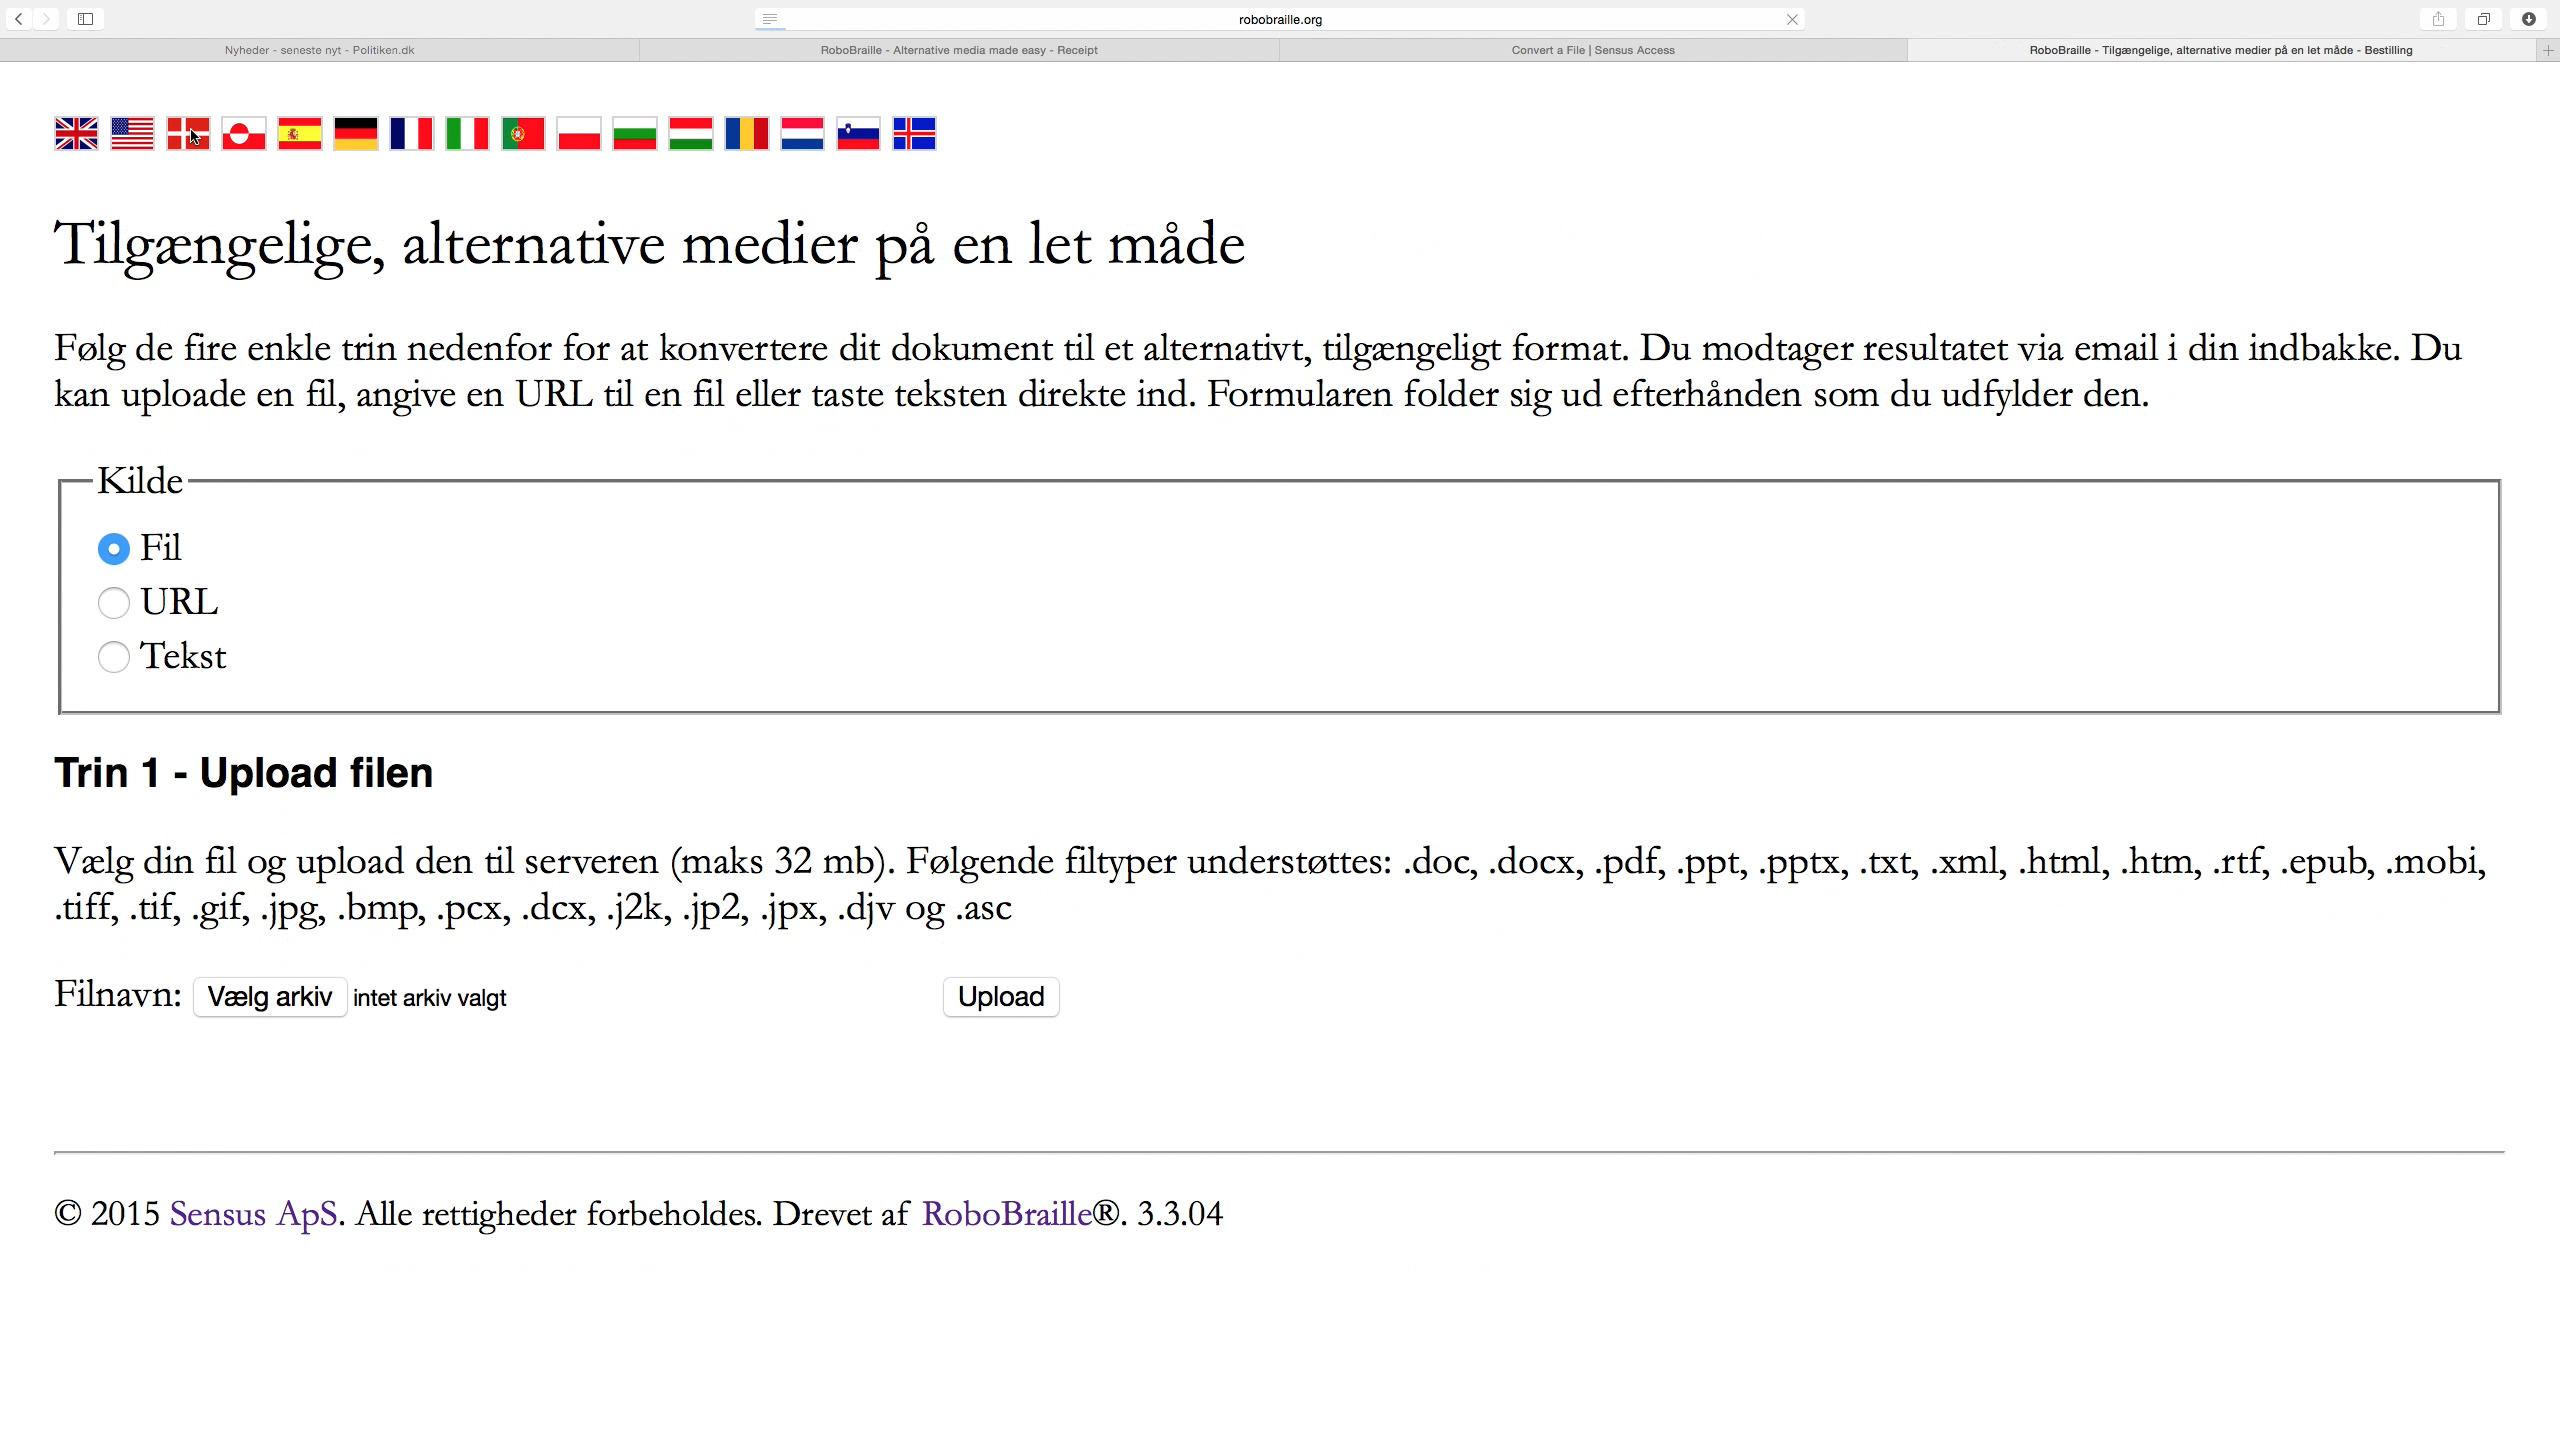 robobraille.org
Nyheder - seneste nyt - Politiken.dk
RoboBraille - Alternative media made easy - Receipt
Convert a File | Sensus Access
RoboBraille - Tilgængelige, alternative medier på en let måde - Bestilling
Tilgængelige, alternative medier på en let måde
Følg de fire enkle trin nedenfor for at konvertere dit dokument til et alternativt, tilgængeligt format. Du modtager resultatet via email i din indbakke. Du
kan uploade en fil, angive en URL til en fil eller taste teksten direkte ind. Formularen folder sig ud efterhånden som du udfylder den.
Kilde
Fil
URL
Tekst
Trin 1 - Upload filen
Vælg din fil og upload den til serveren (maks 32 mb). Følgende filtyper understøttes: .doc, .docx, .pdf, .ppt, .pptx, .txt, .xml, .html, .htm, .rtf, .epub, .mobi,
.tiff, .tif, .gif, .jpg, .bmp, .pcx, .dcx, .j2k, .jp2, .jpx, .djv og .asc
Filnavn: Vælg arkiv intet arkiv valgt Upload
© 2015 Sensus ApS. Alle rettigheder forbeholdes. Drevet af RoboBraille®. 3.3.04